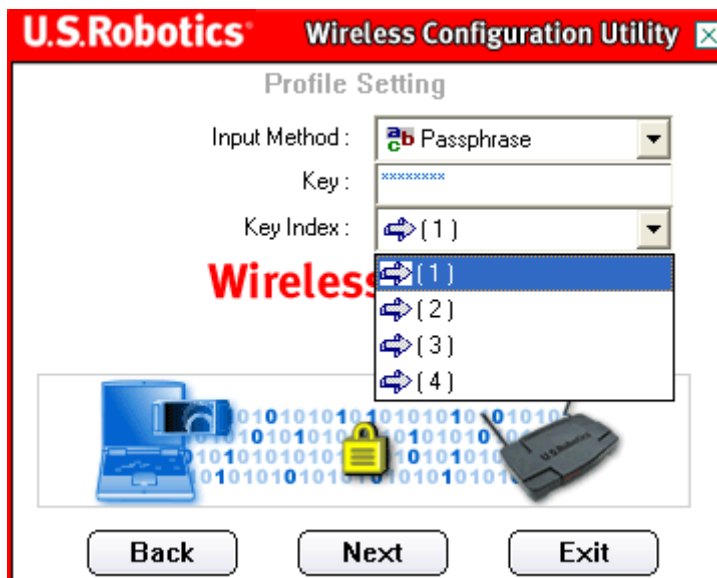 U.S.Robotics® Wireless Configuration Utility
Profile Setting
Input Method : abc Passphrase
Key : ********
Key Index : ( 1 )
Wireless
( 1 )
( 2 )
( 3 )
( 4 )
U.S.Robotics
Back Next Exit